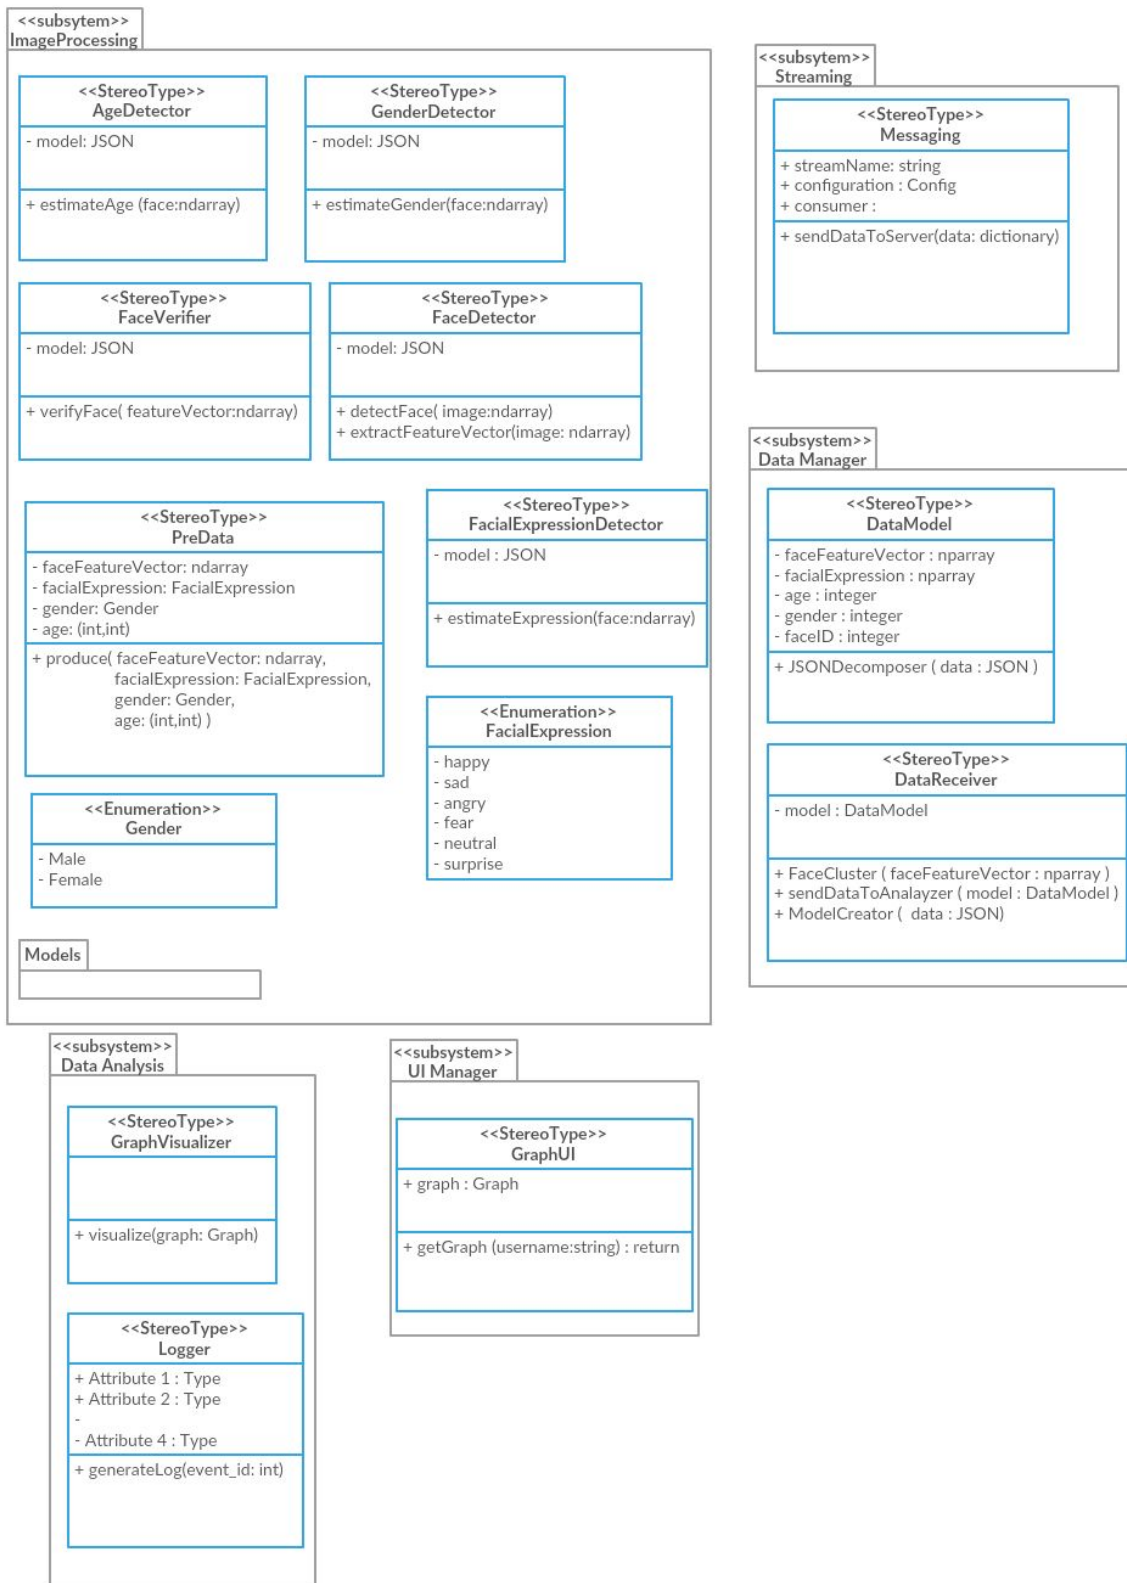 <<subsytem>>
ImageProcessing
<<StereoType>>
AgeDetector
- model: JSON
+ estimateAge (face:ndarray)
<<StereoType>>
GenderDetector
- model: JSON
+ estimateGender(face:ndarray)
<<StereoType>>
FaceVerifier
- model: JSON
+ verifyFace( featureVector:ndarray)
<<StereoType>>
FaceDetector
- model: JSON
+ detectFace( image:ndarray)
+ extractFeatureVector(image: ndarray)
<<StereoType>>
PreData
- faceFeatureVector: ndarray
- facialExpression: FacialExpression
- gender: Gender
- age: (int,int)
+ produce( faceFeatureVector: ndarray,
facialExpression: FacialExpression,
gender: Gender,
age: (int,int) )
<<StereoType>>
FacialExpressionDetector
- model : JSON
+ estimateExpression(face:ndarray)
<<Enumeration>>
FacialExpression
- happy
- sad
- angry
- fear
- neutral
- surprise
<<Enumeration>>
Gender
- Male
- Female
Models
<<subsytem>>
Streaming
<<StereoType>>
Messaging
+ streamName: string
+ configuration : Config
+ consumer :
+ sendDataToServer(data: dictionary)
<<subsystem>>
Data Manager
<<StereoType>>
DataModel
- faceFeatureVector : nparray
- facialExpression : nparray
- age : integer
- gender : integer
- faceID : integer
+ JSONDecomposer ( data : JSON )
<<StereoType>>
DataReceiver
- model : DataModel
+ FaceCluster ( faceFeatureVector : nparray )
+ sendDataToAnalayzer ( model : DataModel )
+ ModelCreator (  data : JSON)
<<subsystem>>
Data Analysis
<<StereoType>>
GraphVisualizer
+ visualize(graph: Graph)
<<StereoType>>
Logger
+ Attribute 1 : Type
+ Attribute 2 : Type
-
- Attribute 4 : Type
+ generateLog(event_id: int)
<<subsystem>>
UI Manager
<<StereoType>>
GraphUI
+ graph : Graph
+ getGraph (username:string) : return